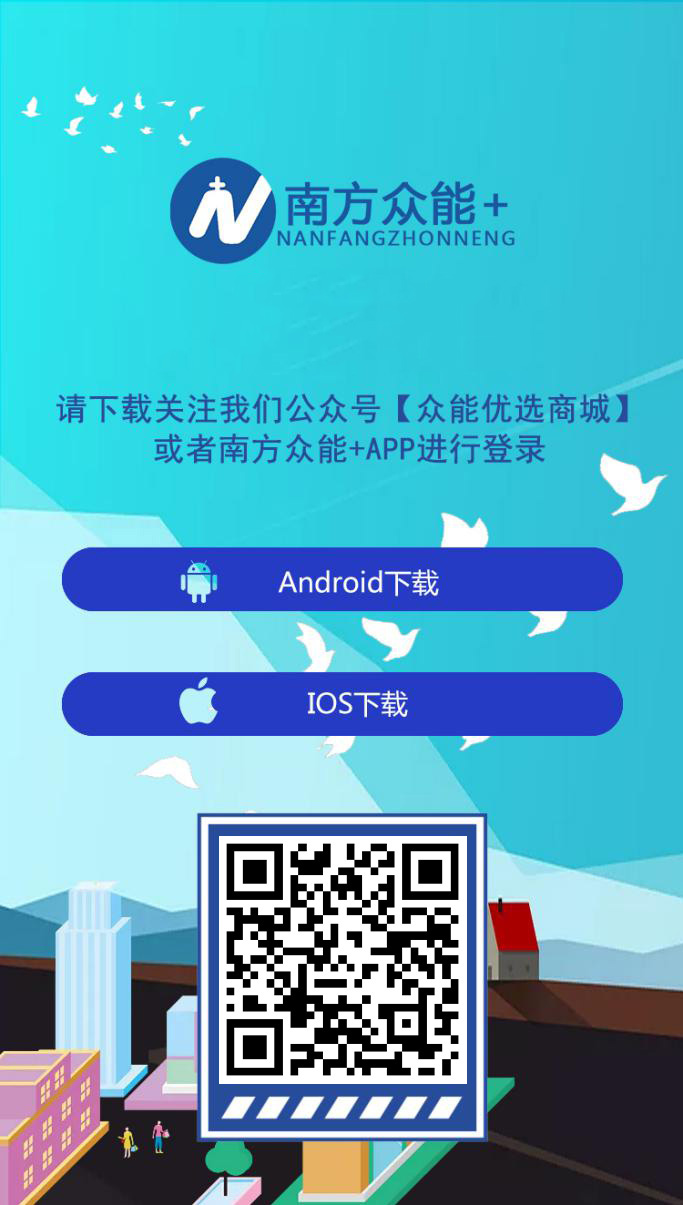 南方众能+
NANFANGZHONNENG
请下载关注我们公众号【众能优选商城】
或者南方众能+APP进行登录
Android下载
IOS下载